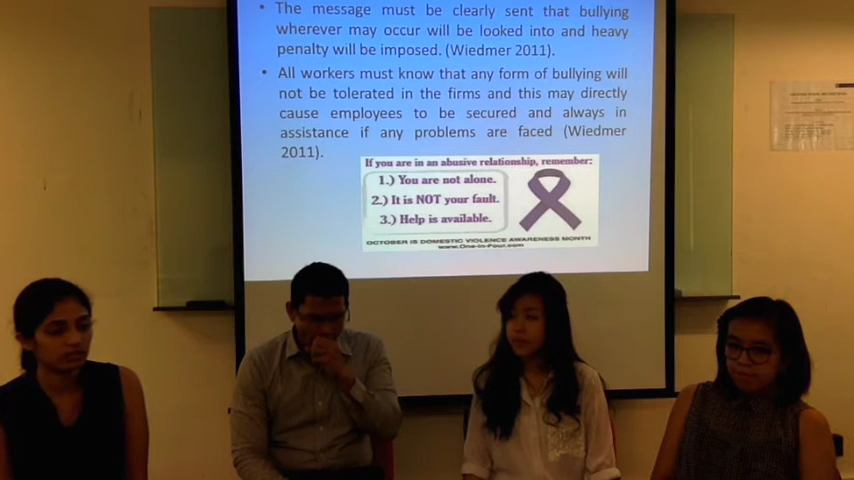 • The message must be clearly sent that bullying
wherever may occur will be looked into and heavy
penalty will be imposed. (Wiedmer 2011).
• All workers must know that any form of bullying will
not be tolerated in the firms and this may directly
cause employees to be secured and always in
assistance if any problems are faced (Wiedmer
2011).
If you are in an abusive relationship, remember:
1.) You are not alone.
2.) It is NOT your fault.
3.) Help is available.
OCTOBER IS DOMESTIC VIOLENCE AWARENESS MONTH
www.One-in-Four.com